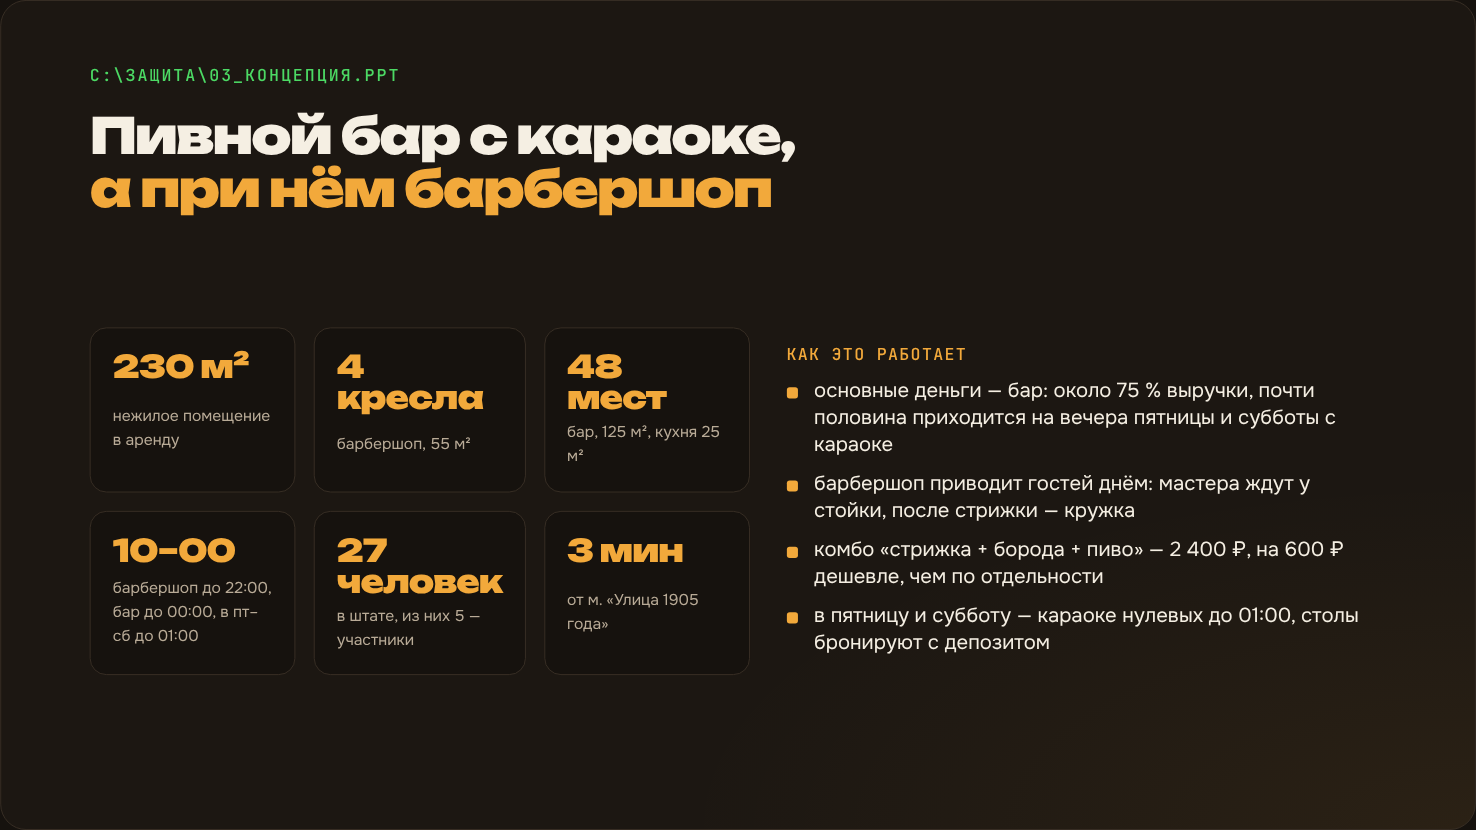 C:\ЗАЩИТА\03_КОНЦЕПЦИЯ.PPT
Пивной бар с караоке,
а при нём барбершоп
230 м²
нежилое помещение
в аренду
4
кресла
барбершоп, 55 м²
48
мест
бар, 125 м², кухня 25
м²
10–00
барбершоп до 22:00,
бар до 00:00, в пт–
сб до 01:00
27
человек
в штате, из них 5 —
участники
3 мин
от м. «Улица 1905
года»
КАК ЭТО РАБОТАЕТ
основные деньги — бар: около 75 % выручки, почти
половина приходится на вечера пятницы и субботы с
караоке
барбершоп приводит гостей днём: мастера ждут у
стойки, после стрижки — кружка
комбо «стрижка + борода + пиво» — 2 400 ₽, на 600 ₽
дешевле, чем по отдельности
в пятницу и субботу — караоке нулевых до 01:00, столы
бронируют с депозитом